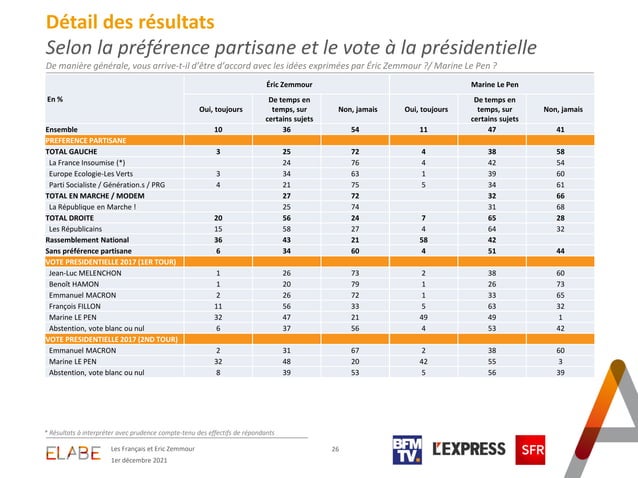 Détail des résultats
Selon la préférence partisane et le vote à la présidentielle
De manière générale, vous arrive-t-il d'être d'accord avec les idées exprimées par Éric Zemmour ?/ Marine Le Pen ?
En % Éric Zemmour Marine Le Pen
Oui, toujours De temps en temps, sur certains sujets Non, jamais Oui, toujours De temps en temps, sur certains sujets Non, jamais
Ensemble 10 36 54 11 47 41
PREFERENCE PARTISANE
TOTAL GAUCHE 3 25 72 4 38 58
La France Insoumise (*) 24 76 4 42 54
Europe Ecologie-Les Verts 3 34 63 1 39 60
Parti Socialiste / Génération.s / PRG 4 21 75 5 34 61
TOTAL EN MARCHE / MODEM 27 72 32 66
La République en Marche ! 25 74 31 68
TOTAL DROITE 20 56 24 7 65 28
Les Républicains 15 58 27 4 64 32
Rassemblement National 36 43 21 58 42
Sans préférence partisane 6 34 60 4 51 44
VOTE PRESIDENTIELLE 2017 (1ER TOUR)
Jean-Luc MELENCHON 1 26 73 2 38 60
Benoît HAMON 1 20 79 1 26 73
Emmanuel MACRON 2 26 72 1 33 65
François FILLON 11 56 33 5 63 32
Marine LE PEN 32 47 21 49 49 1
Abstention, vote blanc ou nul 6 37 56 4 53 42
VOTE PRESIDENTIELLE 2017 (2ND TOUR)
Emmanuel MACRON 2 31 67 2 38 60
Marine LE PEN 32 48 20 42 55 3
Abstention, vote blanc ou nul 8 39 53 5 56 39
* Résultats à interpréter avec prudence compte-tenu des effectifs de répondants
ELABE
Les Français et Eric Zemmour
1er décembre 2021
26
BFM
TV.
L'EXPRESS
SFR